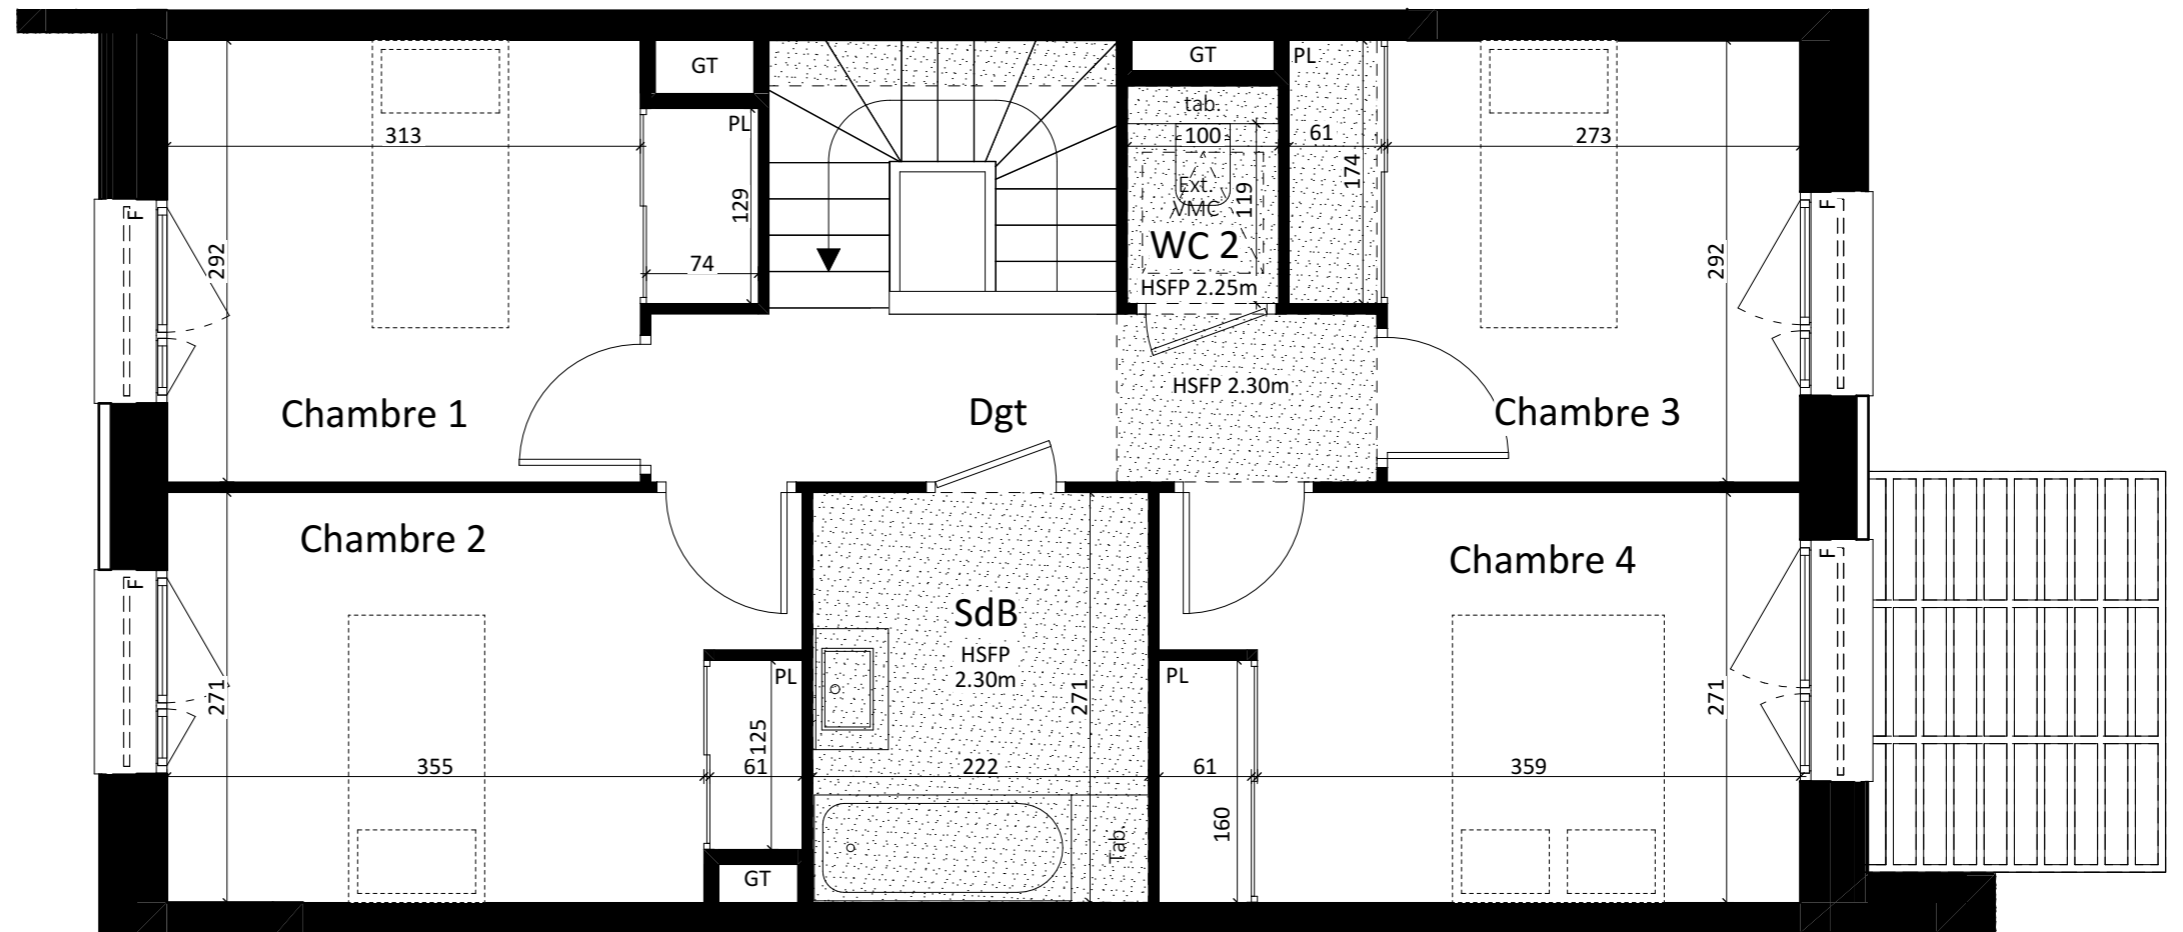 GT
GT
PL
PL
tab.
313
100
61
273
174
129
Ext.
VMC
119
F
F
292
74
WC 2
HSFP 2.25m
292
HSFP 2.30m
Chambre 1
Dgt
Chambre 3
Chambre 2
Chambre 4
F
F
SdB
HSFP
2.30m
PL
PL
271
271
271
125
355
61
222
61
359
160
Tab.
GT